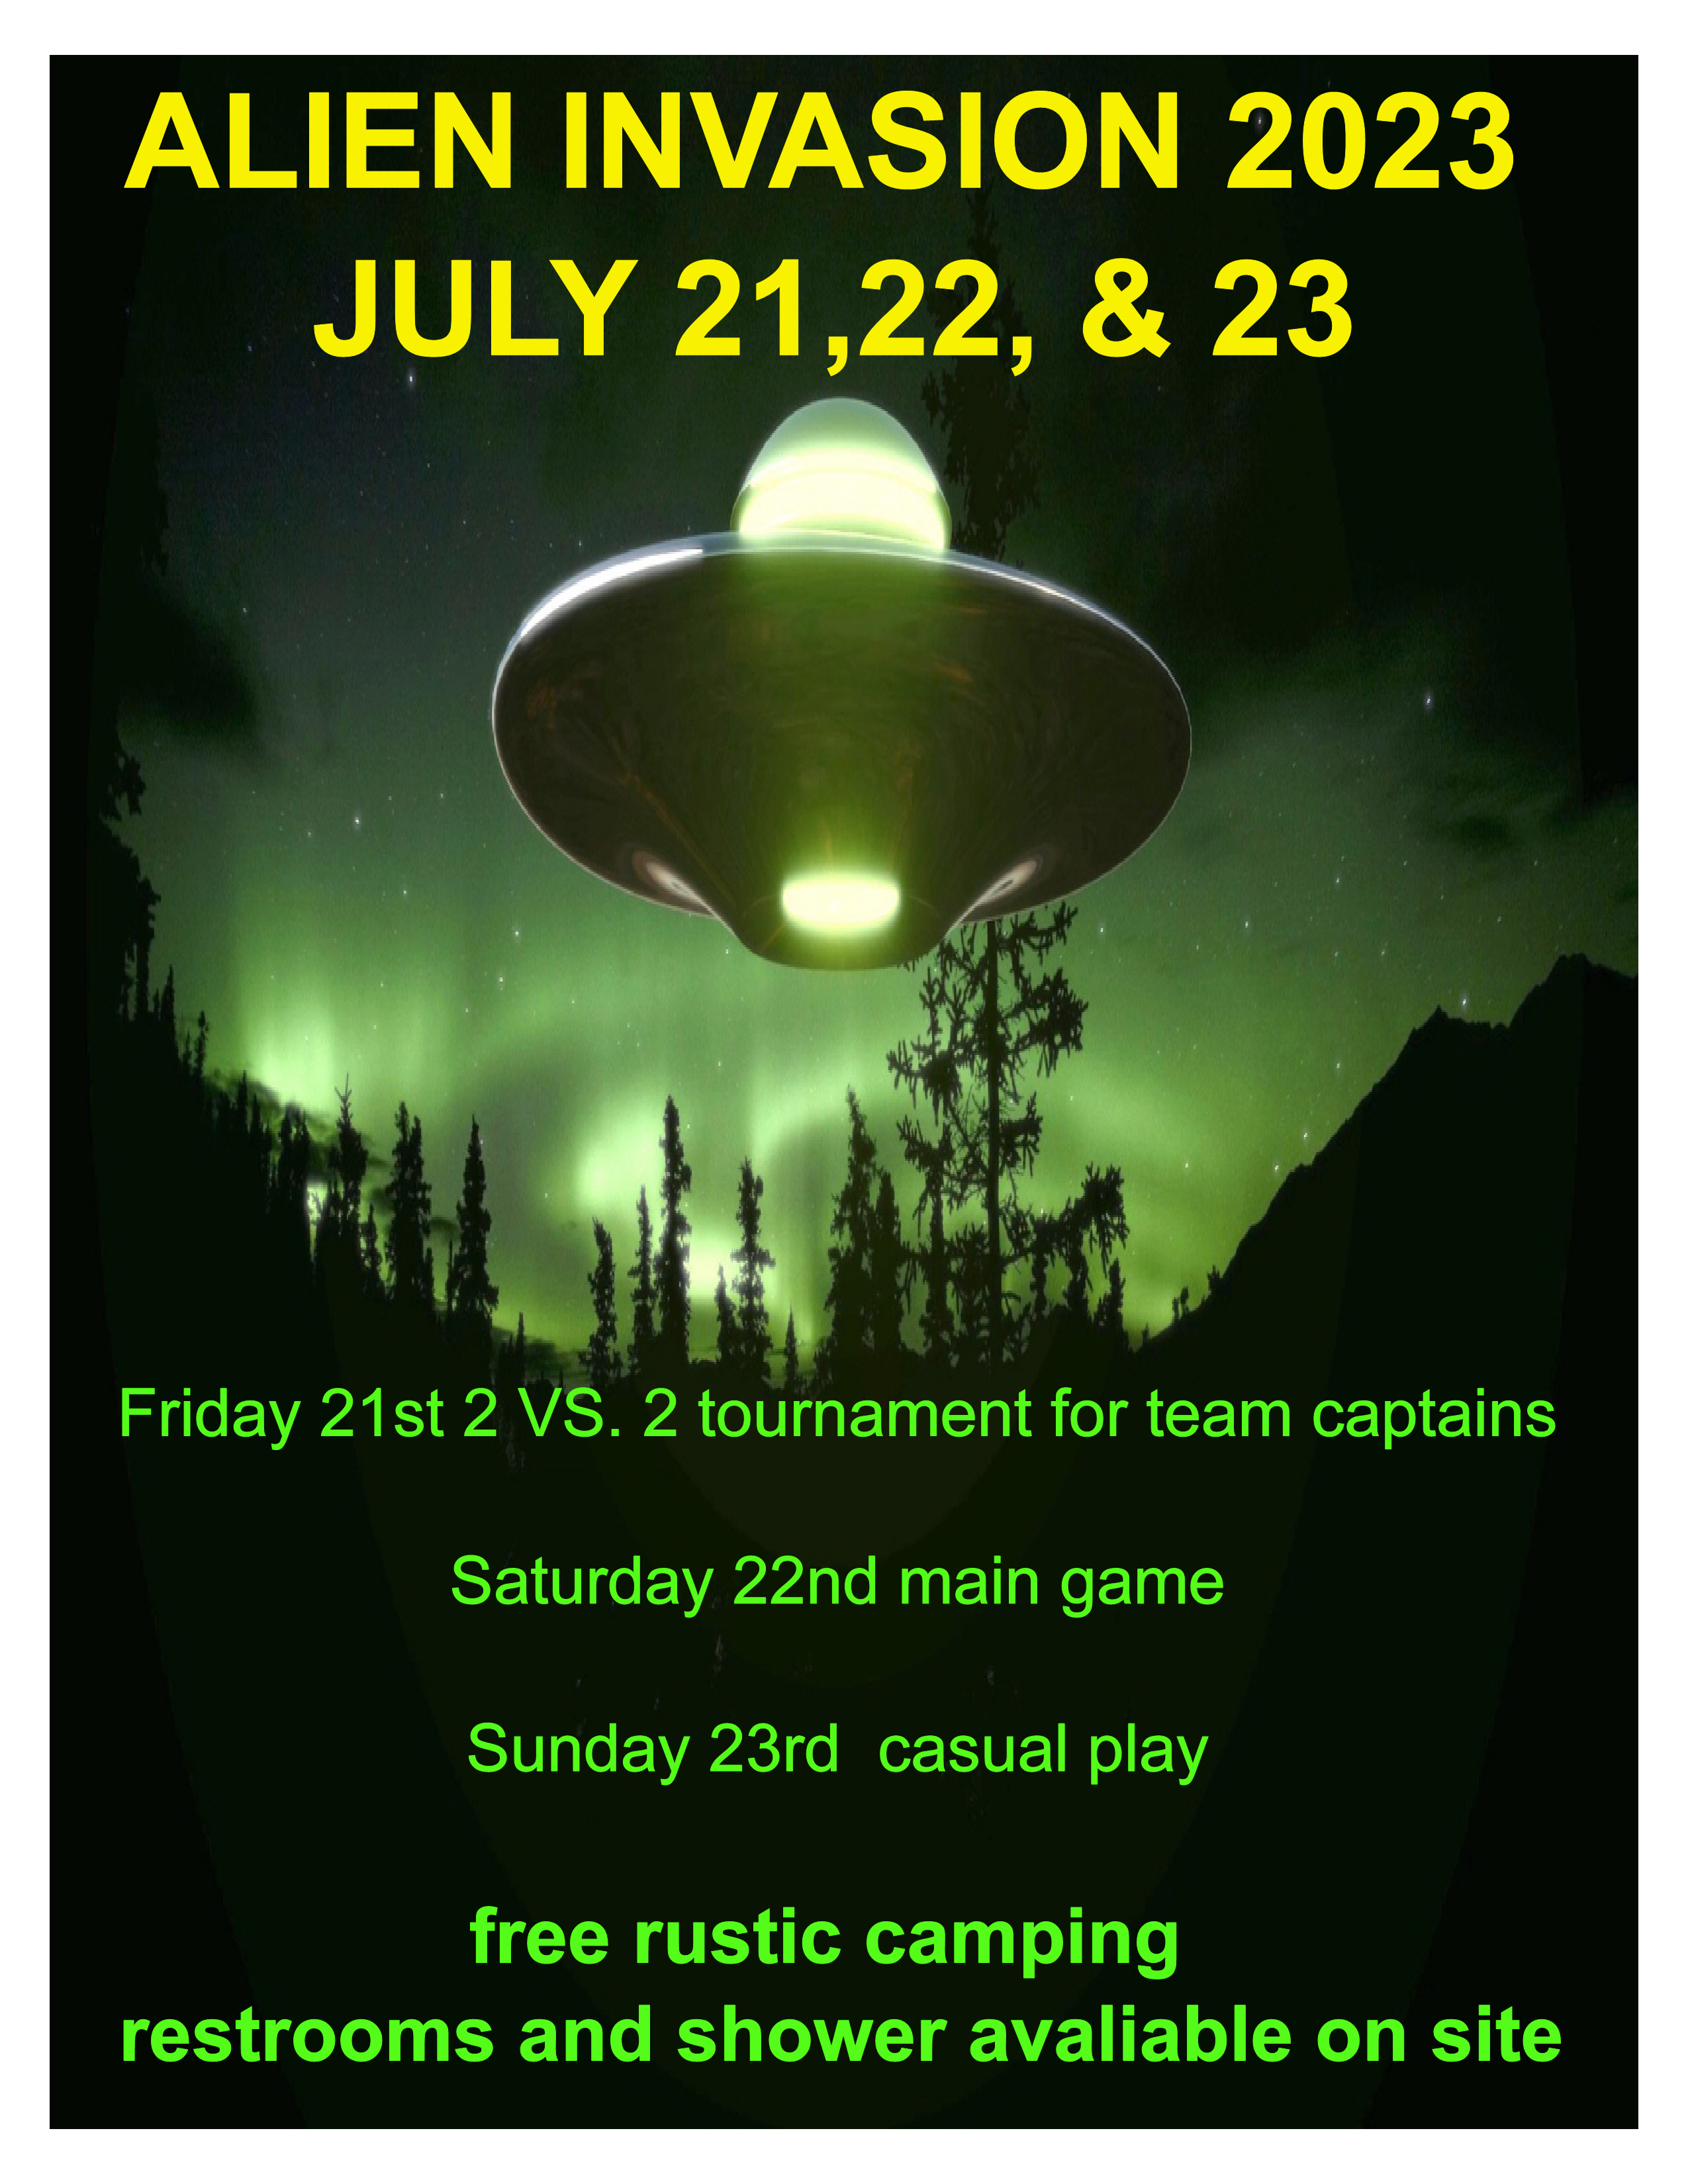 ALIEN INVASION 2023
JULY 21,22, & 23
Friday 21st 2 VS. 2 tournament for team captains
Saturday 22nd main game
Sunday 23rd  casual play
free rustic camping
restrooms and shower avaliable on site